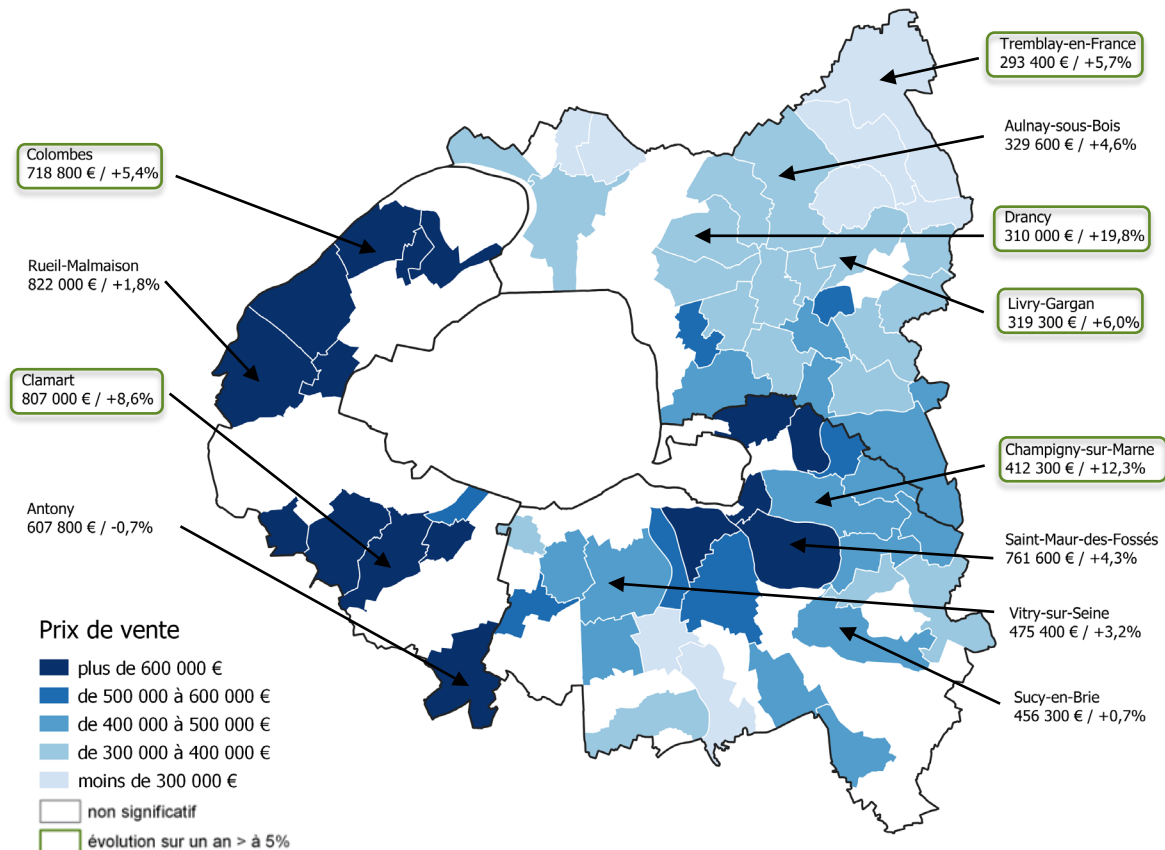 Tremblay-en-France
293 400 € / +5,7%
Aulnay-sous-Bois
329 600 € / +4,6%
Colombes
718 800 € / +5,4%
Drancy
310 000 € / +19,8%
Rueil-Malmaison
822 000 € / +1,8%
Livry-Gargan
319 300 € / +6,0%
Clamart
807 000 € / +8,6%
Champigny-sur-Marne
412 300 € / +12,3%
Antony
607 800 € / -0,7%
Saint-Maur-des-Fossés
761 600 € / +4,3%
Vitry-sur-Seine
475 400 € / +3,2%
Sucy-en-Brie
456 300 € / +0,7%
Prix de vente
plus de 600 000 €
de 500 000 à 600 000 €
de 400 000 à 500 000 €
de 300 000 à 400 000 €
moins de 300 000 €
non significatif
évolution sur un an > à 5%